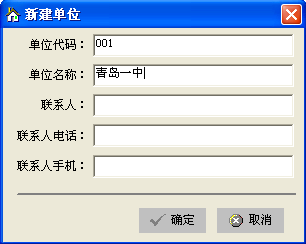 新建单位
单位代码： 001
单位名称： 青岛一中
联系人：
联系人电话：
联系人手机：
确定 取消